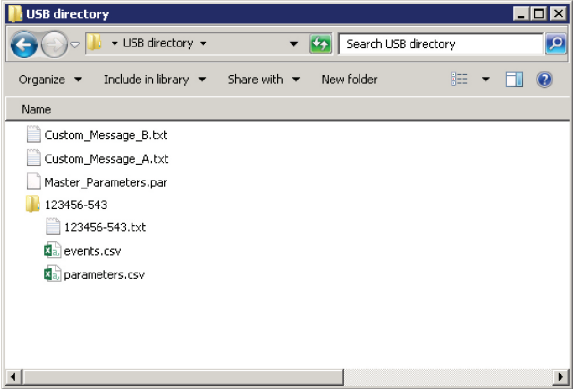 USB directory
USB directory
Search USB directory
Organize Include in library Share with New folder
Name
Custom_Message_B.txt
Custom_Message_A.txt
Master_Parameters.par
123456-543
123456-543.txt
events.csv
parameters.csv